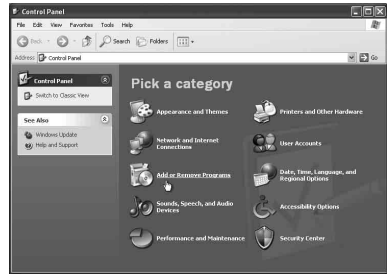 Control Panel
File Edit View Favorites Tools Help
Back Search Folders
Address Control Panel Go
Control Panel
Switch to Classic View
See Also
Windows Update
Help and Support
Pick a category
Appearance and Themes
Printers and Other Hardware
Network and Internet
Connections
User Accounts
Add or Remove Programs
Date, Time, Language, and
Regional Options
Sounds, Speech, and Audio
Devices
Accessibility Options
Performance and Maintenance
Security Center